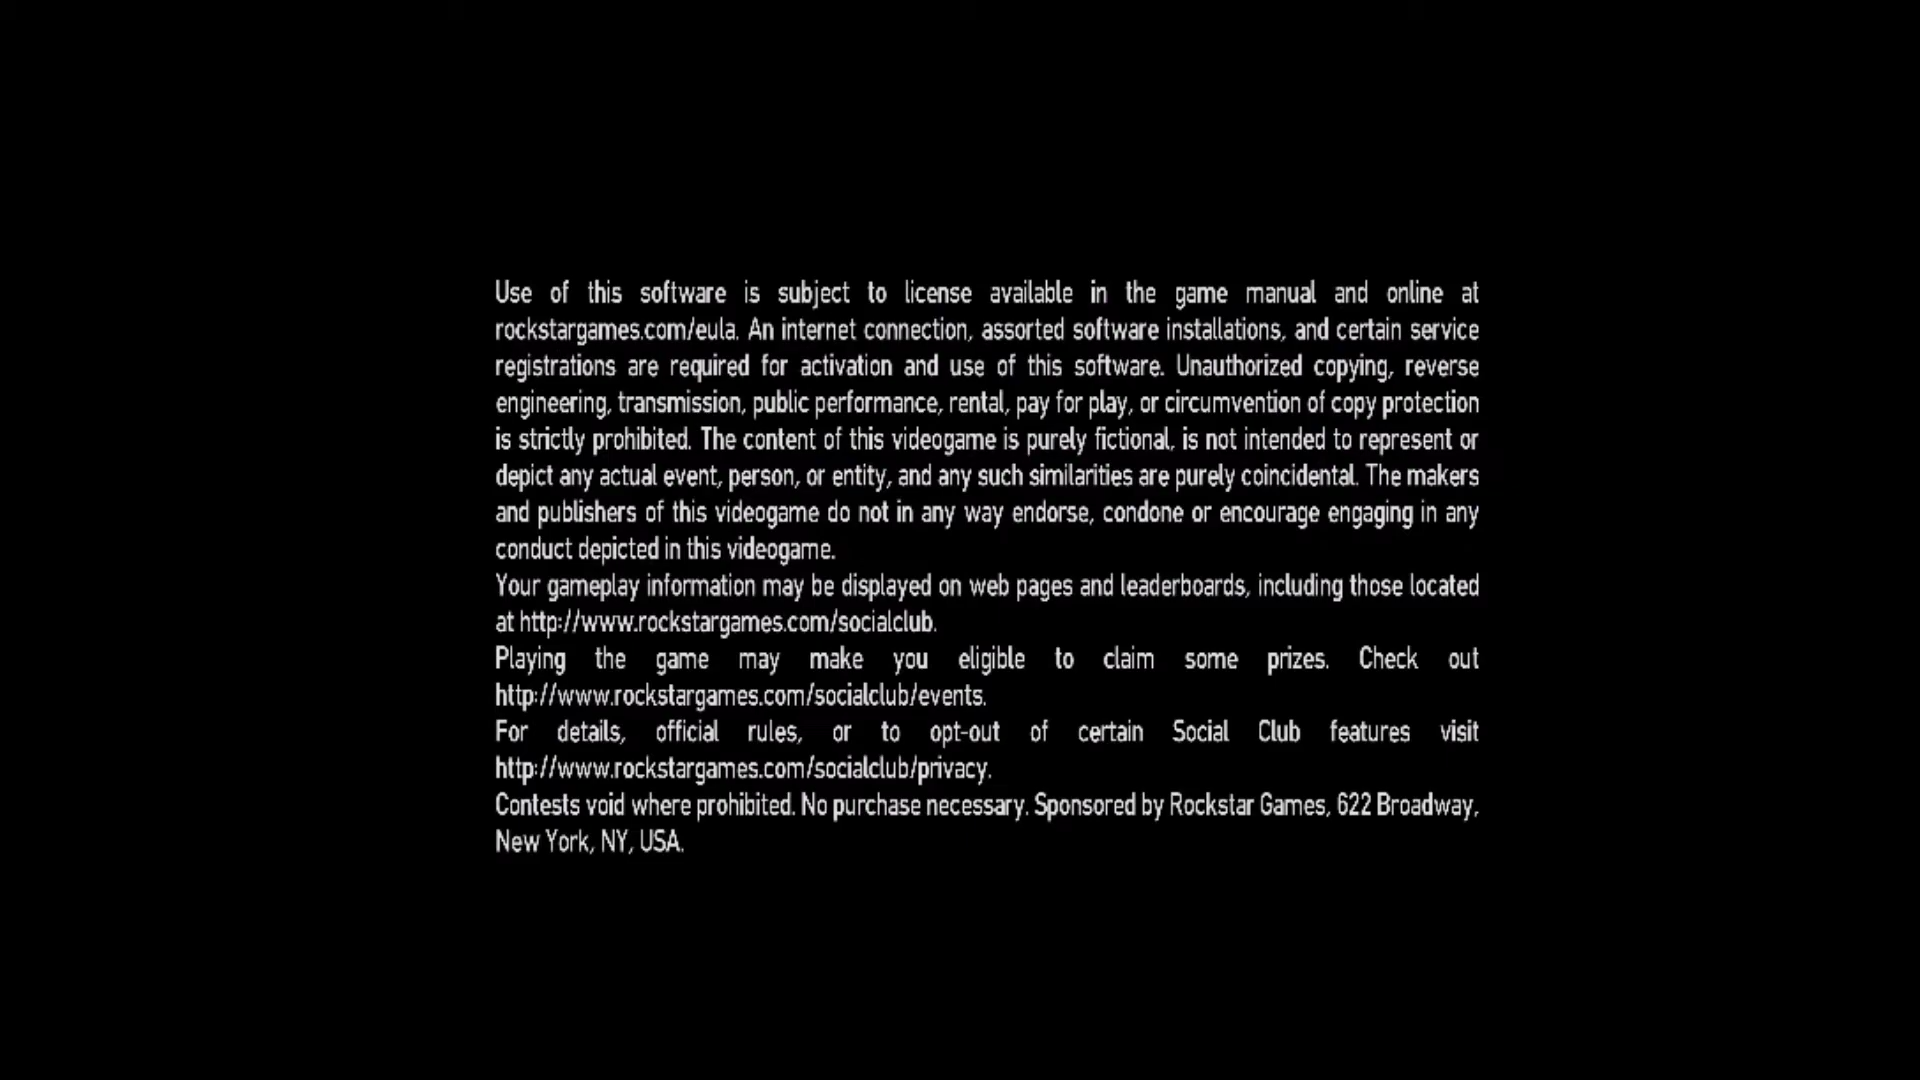 Use of this software is subject to license available in the game manual and online at
rockstargames.com/eula. An internet connection, assorted software installations, and certain service
registrations are required for activation and use of this software. Unauthorized copying, reverse
engineering, transmission, public performance, rental, pay for play, or circumvention of copy protection
is strictly prohibited. The content of this videogame is purely fictional, is not intended to represent or
depict any actual event, person, or entity, and any such similarities are purely coincidental. The makers
and publishers of this videogame do not in any way endorse, condone or encourage engaging in any
conduct depicted in this videogame.
Your gameplay information may be displayed on web pages and leaderboards, including those located
at http://www.rockstargames.com/socialclub.
Playing the game may make you eligible to claim some prizes. Check out
http://www.rockstargames.com/socialclub/events.
For details, official rules, or to opt-out of certain Social Club features visit
http://www.rockstargames.com/socialclub/privacy.
Contests void where prohibited. No purchase necessary. Sponsored by Rockstar Games, 622 Broadway,
New York, NY, USA.